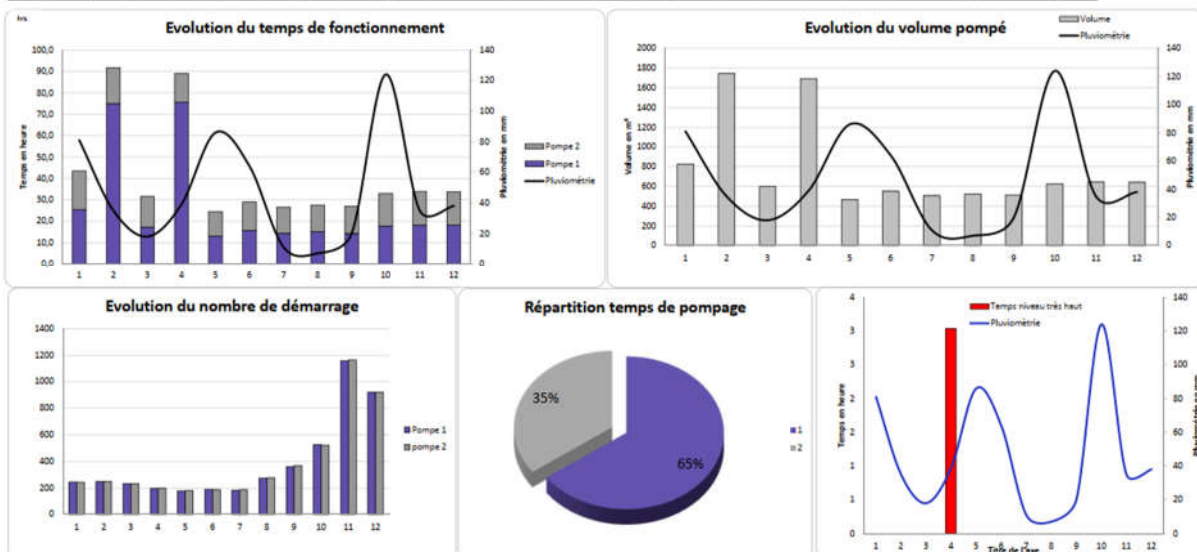 hrs
Evolution du temps de fonctionnement
100,0
90,0
80,0
70,0
60,0
50,0
40,0
30,0
20,0
10,0
0,0
Temps en heure
140
120
100
80
60
40
20
0
Pluviométrie en mm
Pompe 2
Pompe 1
Pluviométrie
1 2 3 4 5 6 7 8 9 10 11 12
Evolution du volume pompé
Volume
Pluviométrie
2000
1800
1600
1400
1200
1000
800
600
400
200
0
Volume en m³
140
120
100
80
60
40
20
0
Pluviométrie en mm
1 2 3 4 5 6 7 8 9 10 11 12
Evolution du nombre de démarrage
1400
1200
1000
800
600
400
200
0
Pompe 1
pompe 2
1 2 3 4 5 6 7 8 9 10 11 12
Répartition temps de pompage
35%
65%
1
2
Temps niveau très haut
Pluviométrie
4
3
3
2
2
1
1
0
Temps en heure
140
120
100
80
60
40
20
0
Pluviométrie en mm
1 2 3 4 5 6 7 8 9 10 11 12
Titre de l'axe